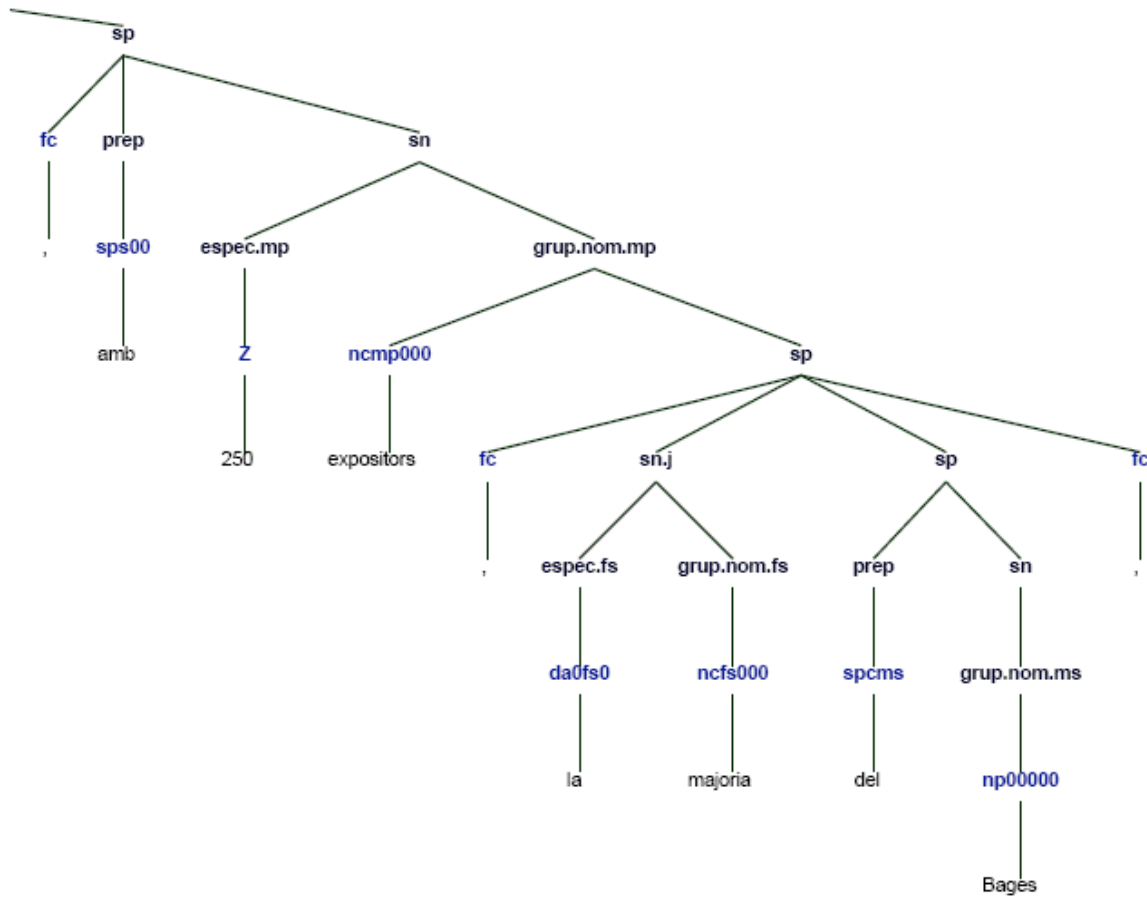 sp
fc prep sn
, sps00 espec.mp grup.nom.mp
amb Z ncmp000 sp
250 expositors fc sn.j sp fc
, espec.fs grup.nom.fs prep sn ,
da0fs0 ncfs000 spcms grup.nom.ms
la majoria del np00000
Bages